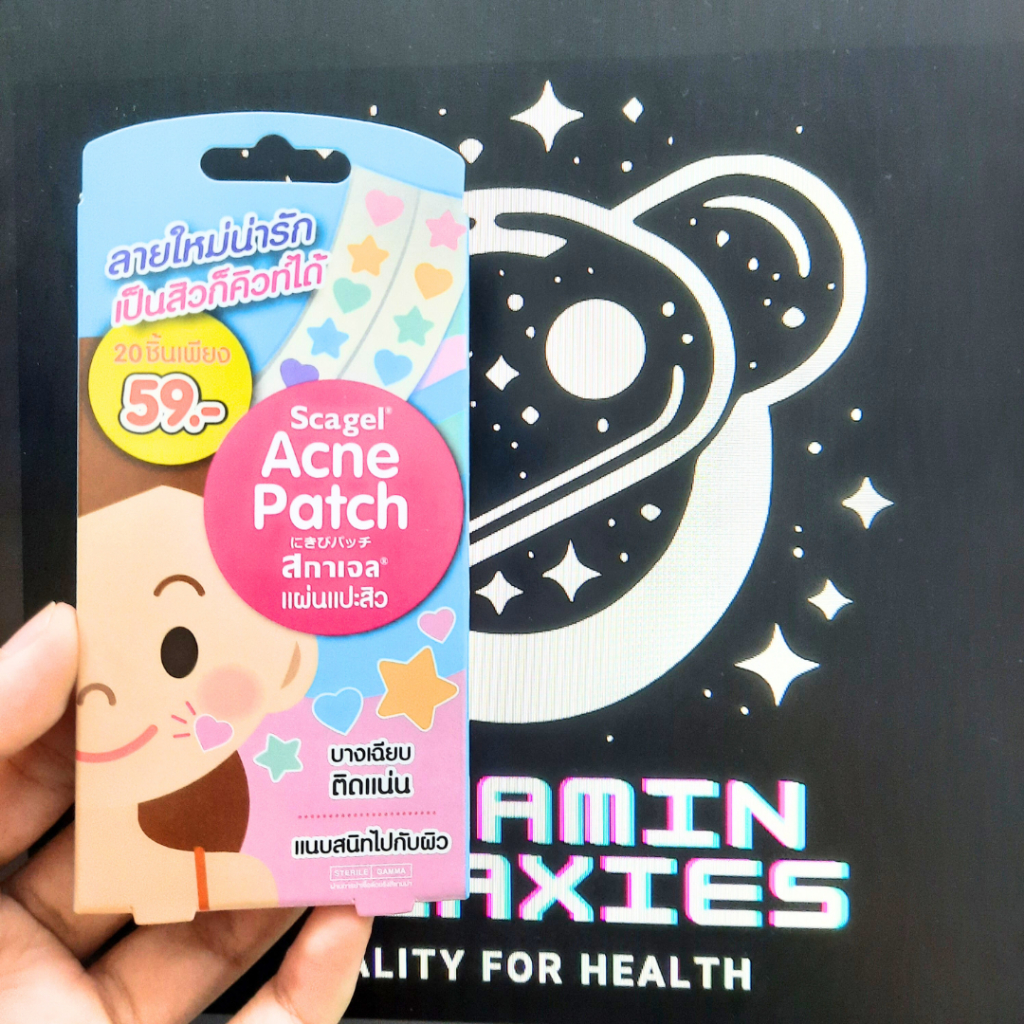 ลายใหม่น่ารัก
เป็นสิวก็คิวท์ได้
20 ชิ้นเพียง
59.-
Scagel®
Acne
Patch
にきびパッチ
สกาเจล®
แผ่นแปะสิว
บางเฉียบ
ติดแน่น
แนบสนิทไปกับผิว
STERILE GAMMA
AMIN
AXIES
ALITY FOR HEALTH